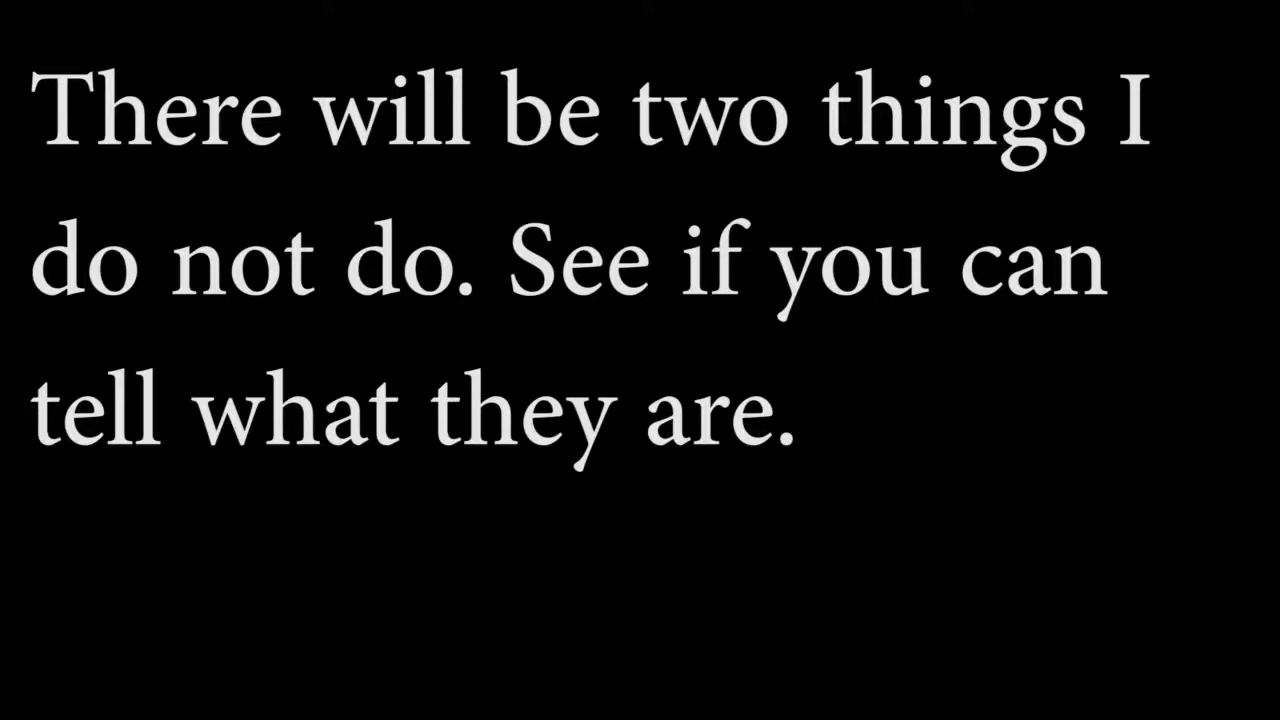 There will be two things I
do not do. See if you can
tell what they are.